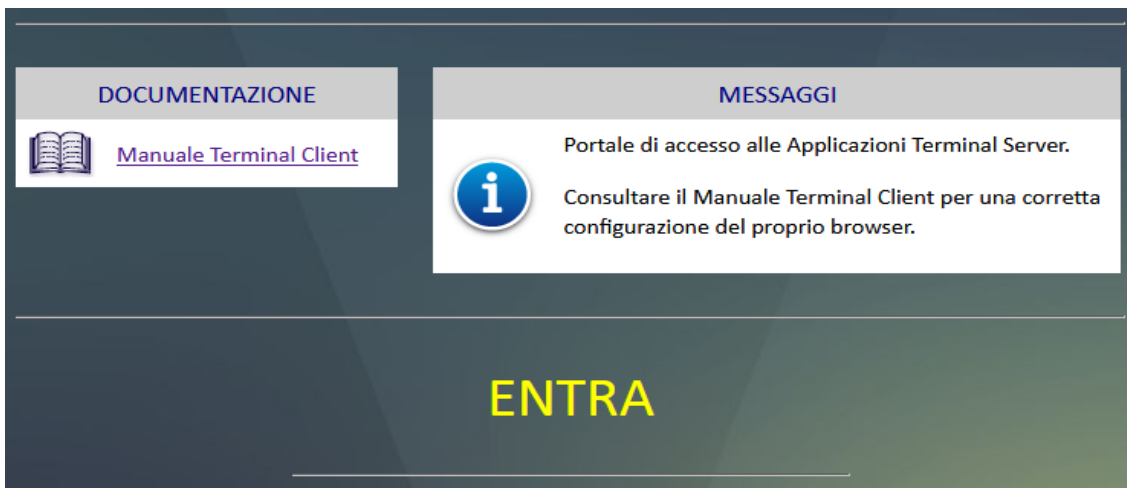 DOCUMENTAZIONE
Manuale Terminal Client
MESSAGGI
Portale di accesso alle Applicazioni Terminal Server.
Consultare il Manuale Terminal Client per una corretta
configurazione del proprio browser.
ENTRA